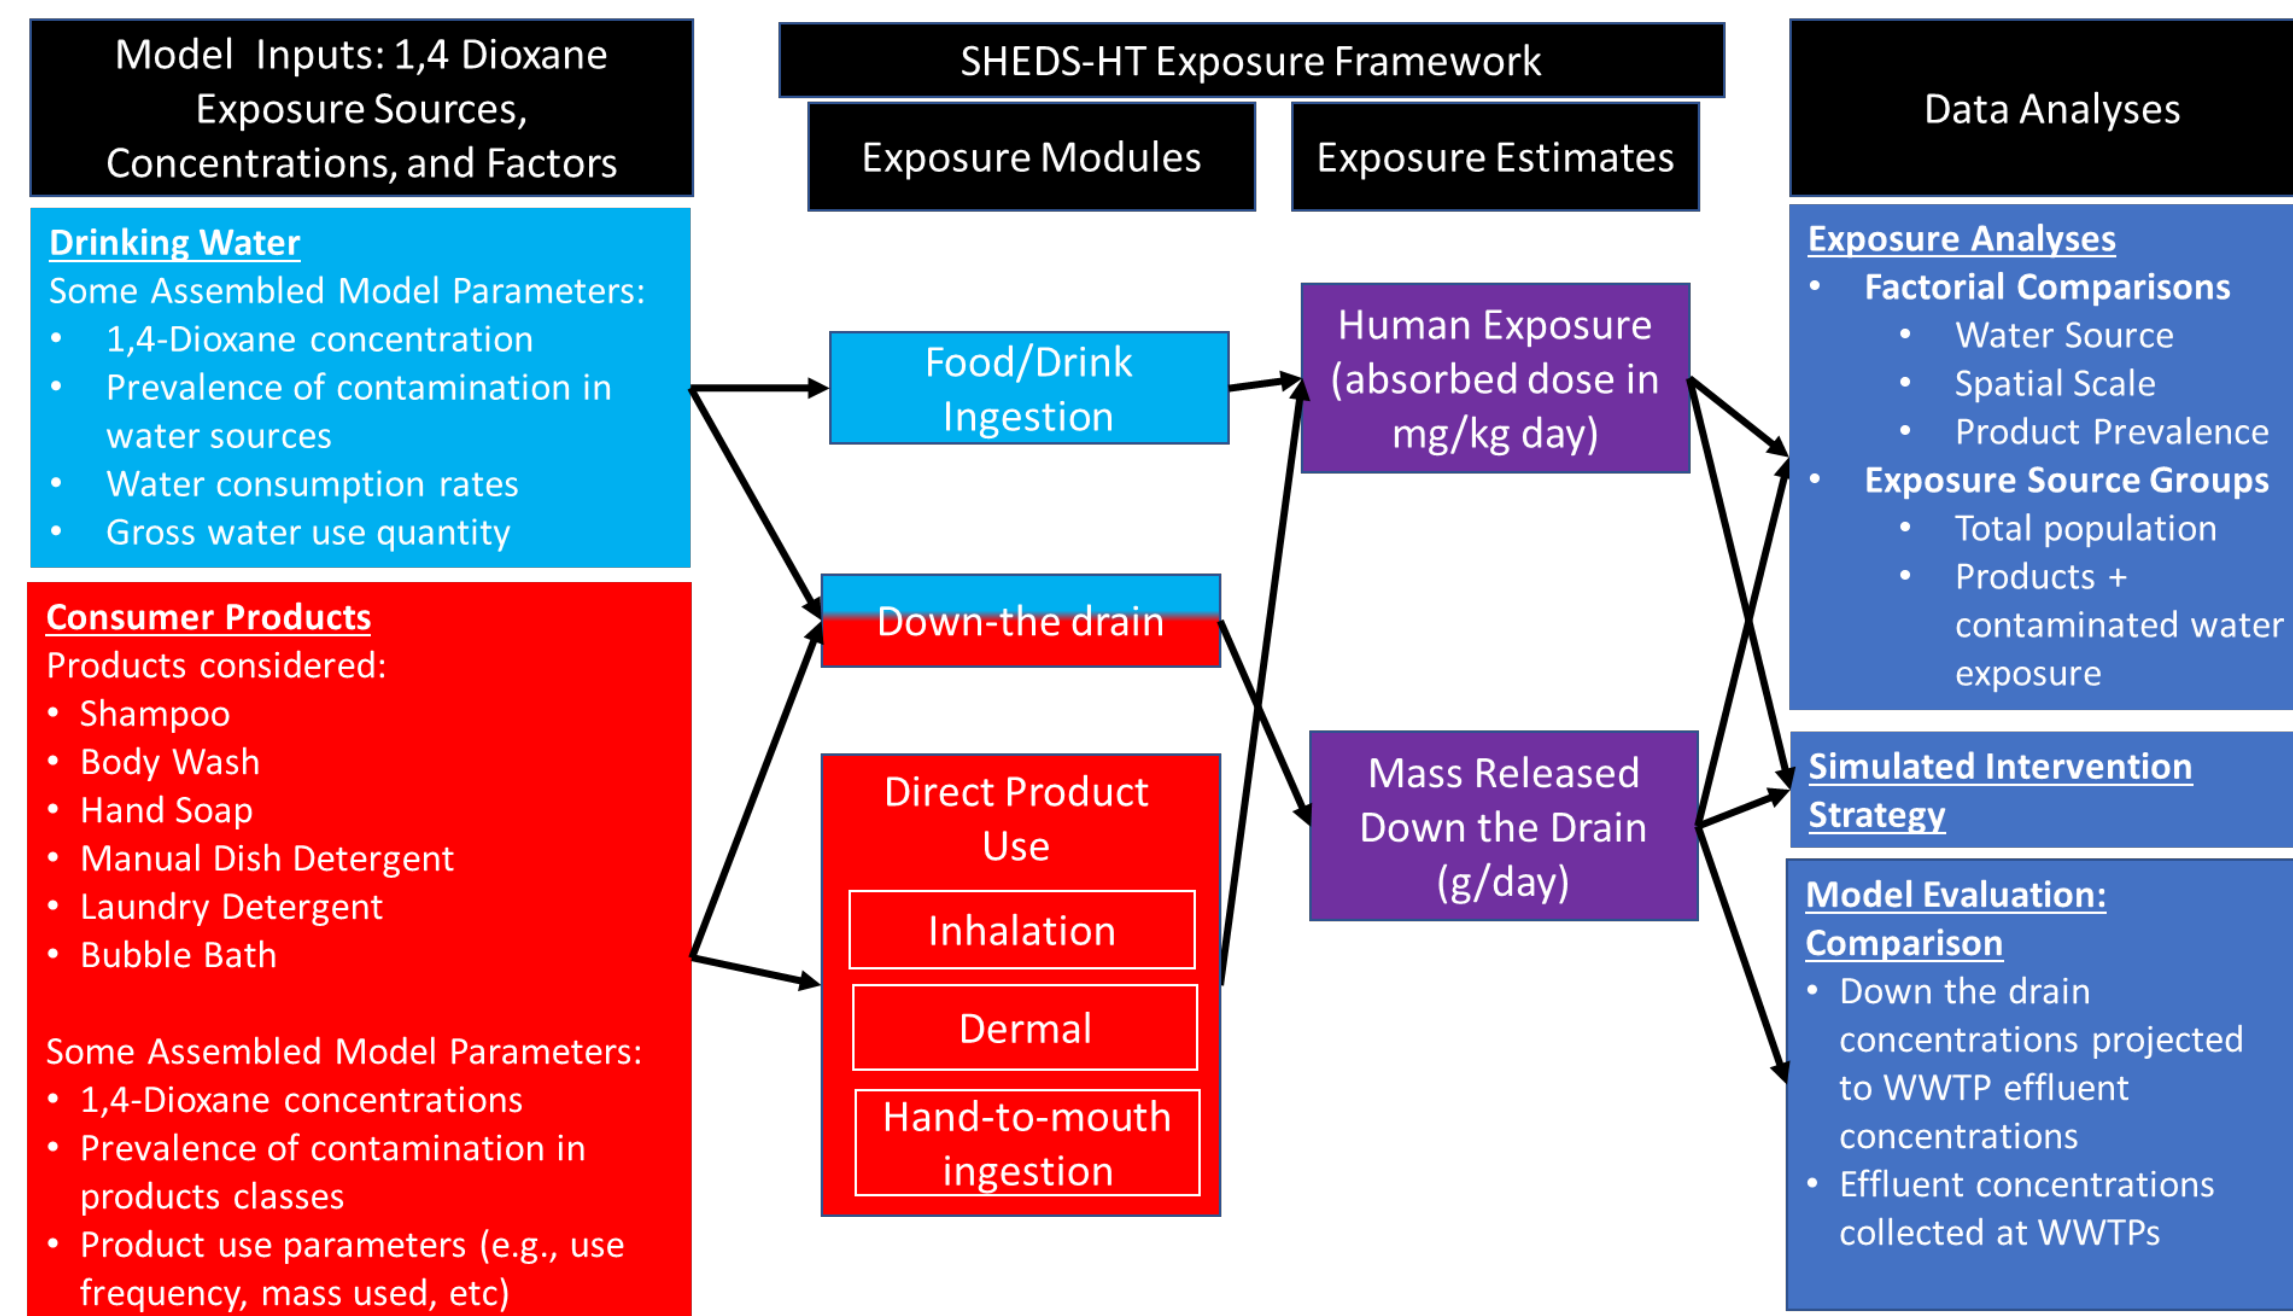 Model Inputs: 1,4 Dioxane
Exposure Sources,
Concentrations, and Factors
SHEDS-HT Exposure Framework
Exposure Modules
Exposure Estimates
Data Analyses
Drinking Water
Some Assembled Model Parameters:
• 1,4-Dioxane concentration
• Prevalence of contamination in
water sources
• Water consumption rates
• Gross water use quantity
Consumer Products
Products considered:
• Shampoo
• Body Wash
• Hand Soap
• Manual Dish Detergent
• Laundry Detergent
• Bubble Bath
Some Assembled Model Parameters:
• 1,4-Dioxane concentrations
• Prevalence of contamination in
products classes
• Product use parameters (e.g., use
frequency, mass used, etc)
Food/Drink
Ingestion
Down-the drain
Direct Product
Use
Inhalation
Dermal
Hand-to-mouth
ingestion
Human Exposure
(absorbed dose in
mg/kg day)
Mass Released
Down the Drain
(g/day)
Exposure Analyses
• Factorial Comparisons
• Water Source
• Spatial Scale
• Product Prevalence
• Exposure Source Groups
• Total population
• Products +
contaminated water
exposure
Simulated Intervention
Strategy
Model Evaluation:
Comparison
• Down the drain
concentrations projected
to WWTP effluent
concentrations
• Effluent concentrations
collected at WWTPs